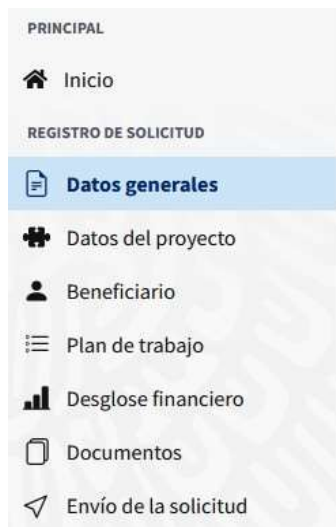 PRINCIPAL
Inicio
REGISTRO DE SOLICITUD
Datos generales
Datos del proyecto
Beneficiario
Plan de trabajo
Desglose financiero
Documentos
Envío de la solicitud